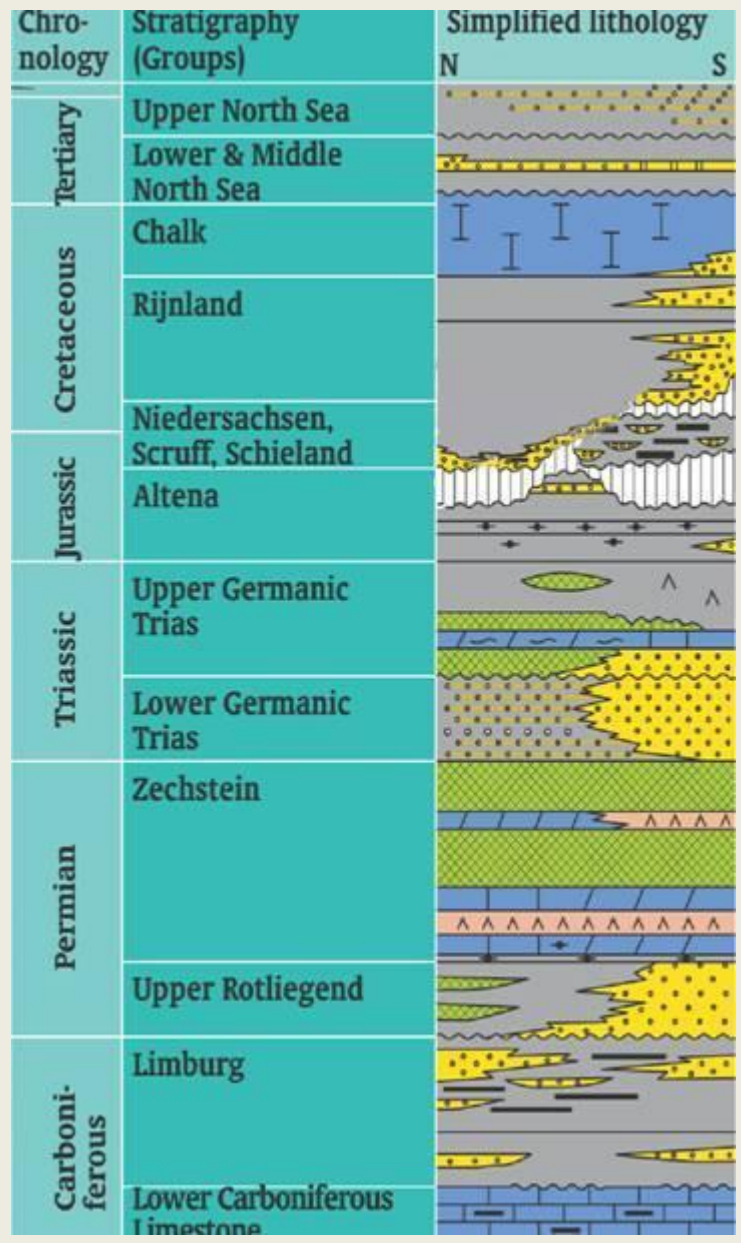 Chro-
nology
Stratigraphy
(Groups)
Simplified lithology
N
S
Tertiary
Upper North Sea
Lower & Middle
North Sea
Cretaceous
Chalk
Rijnland
Niedersachsen,
Scruff, Schieland
Jurassic
Altena
Triassic
Upper Germanic
Trias
Lower Germanic
Trias
Permian
Zechstein
Upper Rotliegend
Carboni-
ferous
Limburg
Lower Carboniferous
Limestone